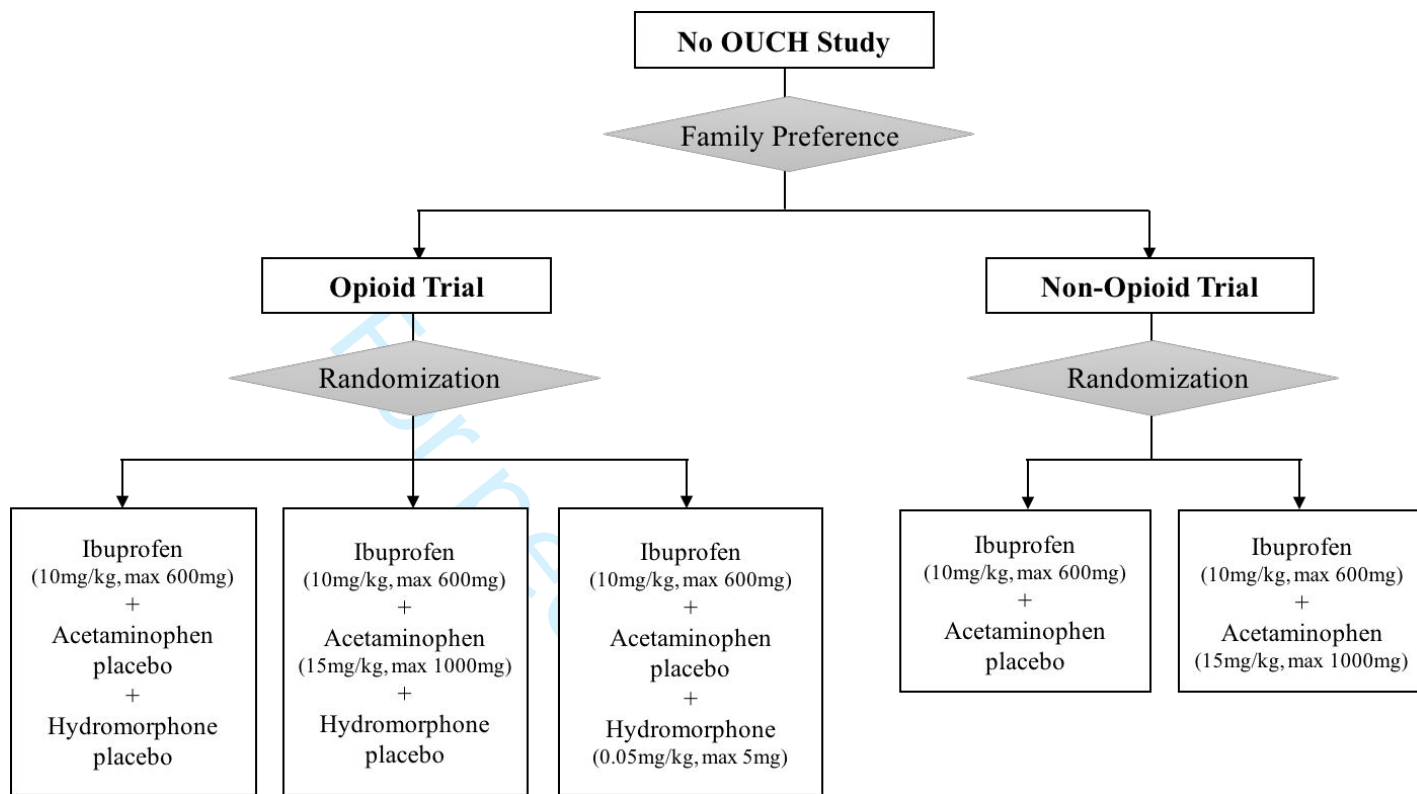 No OUCH Study
Family Preference
Opioid Trial
Non-Opioid Trial
Randomization
Randomization
Ibuprofen
(10mg/kg, max 600mg)
+
Acetaminophen
placebo
+
Hydromorphone
placebo
Ibuprofen
(10mg/kg, max 600mg)
+
Acetaminophen
(15mg/kg, max 1000mg)
+
Hydromorphone
placebo
Ibuprofen
(10mg/kg, max 600mg)
+
Acetaminophen
placebo
+
Hydromorphone
(0.05mg/kg, max 5mg)
Ibuprofen
(10mg/kg, max 600mg)
+
Acetaminophen
placebo
Ibuprofen
(10mg/kg, max 600mg)
+
Acetaminophen
(15mg/kg, max 1000mg)
For